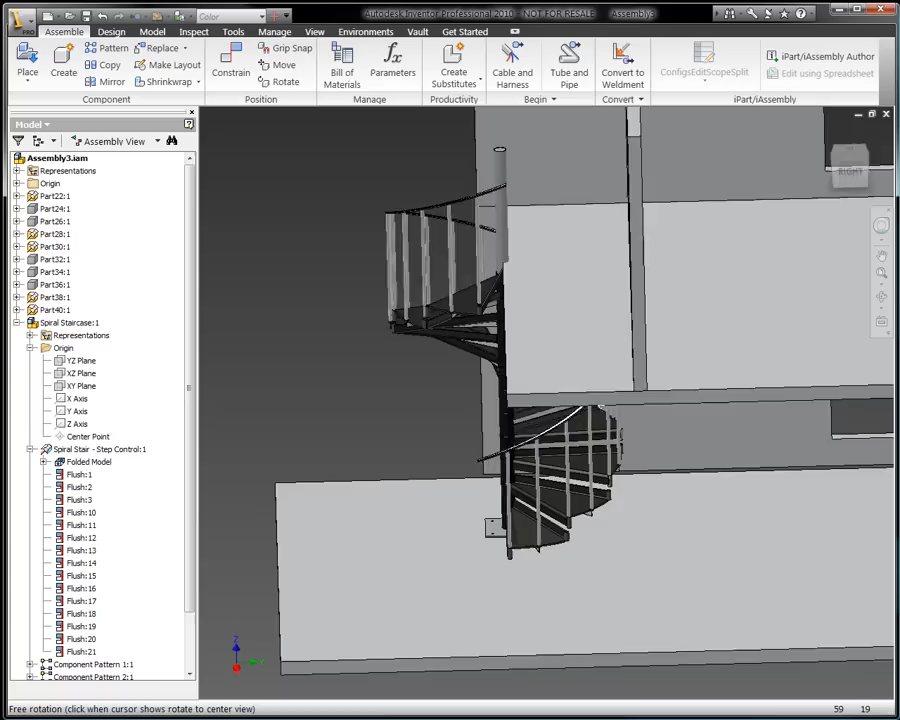 Color
Autodesk Inventor Professional 2010 - NOT FOR RESALE    Assembly3
PRO
Assemble Design Model Inspect Tools Manage View Environments Vault Get Started
Place
Create
Pattern
Copy
Mirror
Replace
Make Layout
Shrinkwrap
Component
Constrain
Grip Snap
Move
Rotate
Position
Bill of
Materials
Parameters
Manage
Create
Substitutes
Productivity
Cable and
Harness
Tube and
Pipe
Begin
Convert to
Weldment
Convert
ConfigsEditScopeSplit
iPart/iAssembly Author
Edit using Spreadsheet
iPart/iAssembly
Model
Assembly View
Assembly3.iam
Representations
Origin
Part22:1
Part24:1
Part26:1
Part28:1
Part30:1
Part32:1
Part34:1
Part36:1
Part38:1
Part40:1
Spiral Staircase:1
Representations
Origin
YZ Plane
XZ Plane
XY Plane
X Axis
Y Axis
Z Axis
Center Point
Spiral Stair - Step Control:1
Folded Model
Flush:1
Flush:2
Flush:3
Flush:10
Flush:11
Flush:12
Flush:13
Flush:14
Flush:15
Flush:16
Flush:17
Flush:18
Flush:19
Flush:20
Flush:21
Component Pattern 1:1
Component Pattern 2:1
RIGHT
Z
Y
Free rotation (click when cursor shows rotate to center view)
59 19